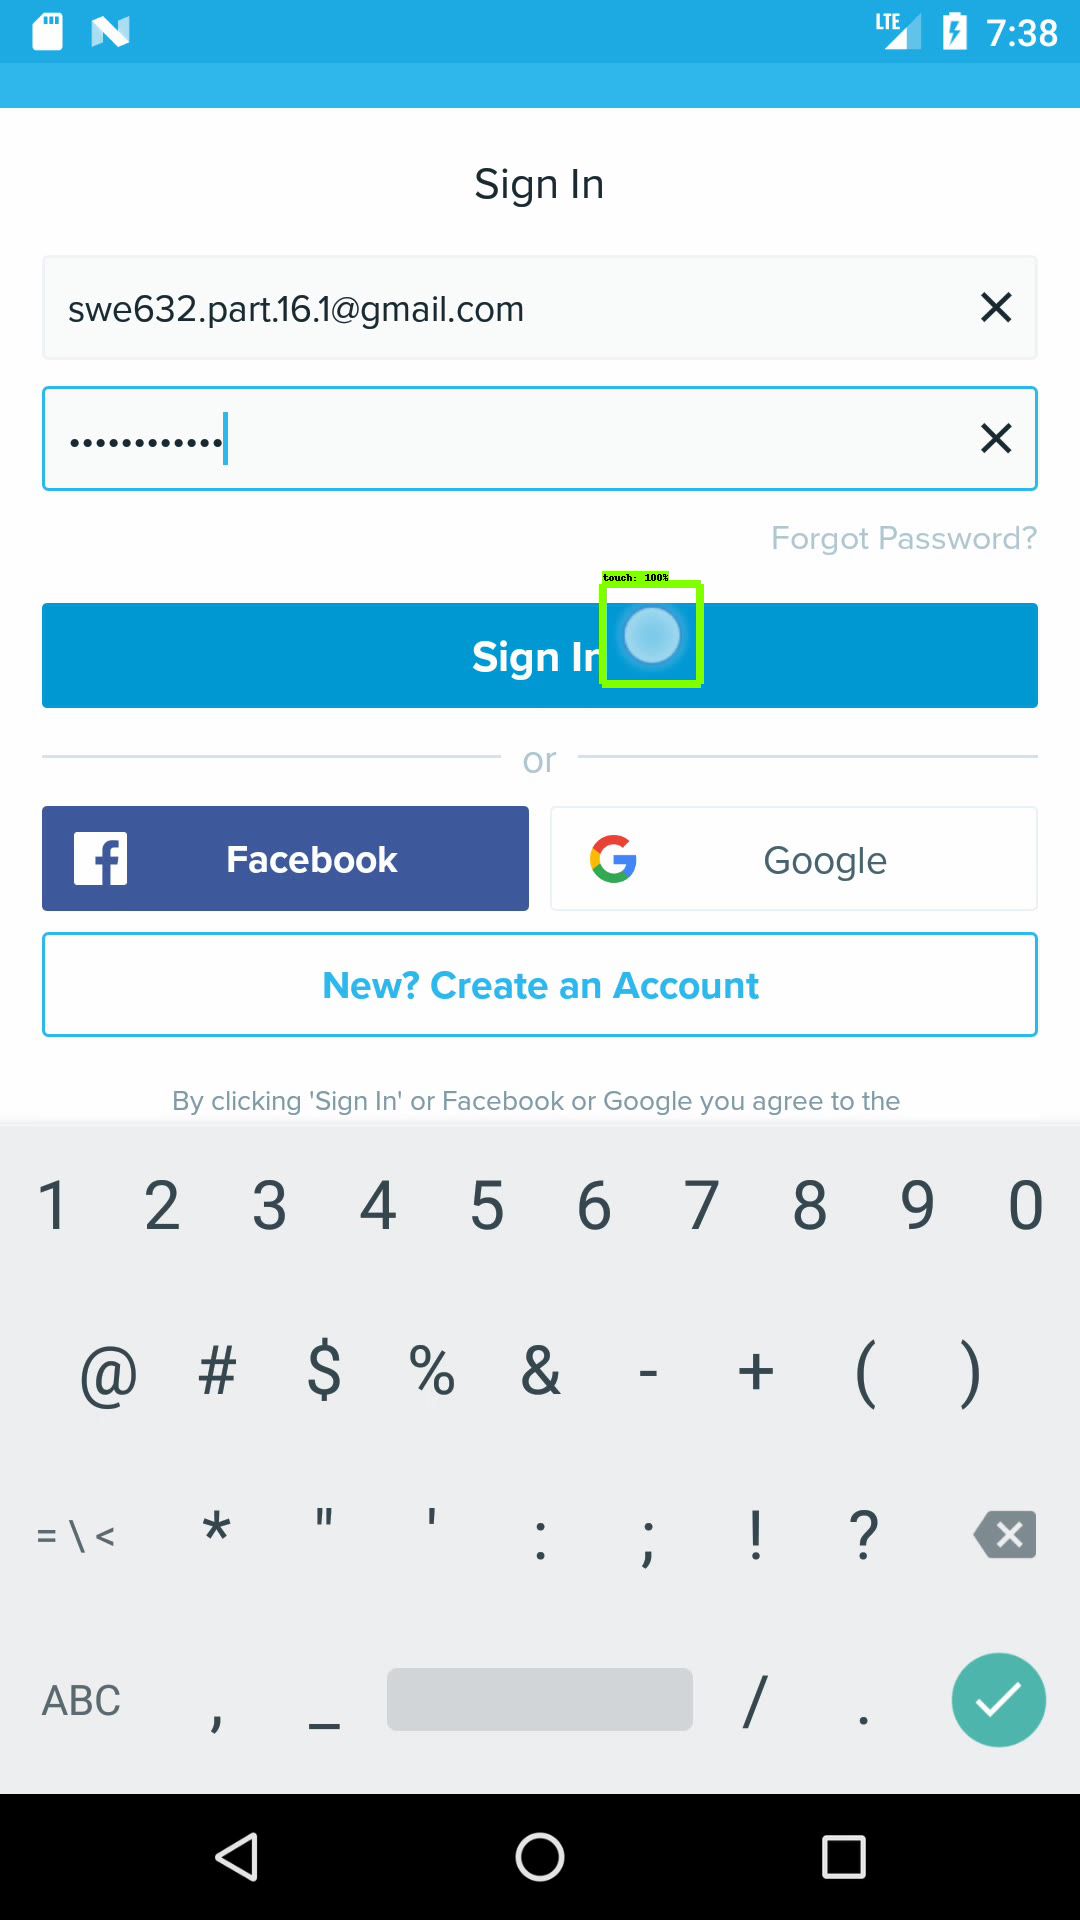 LTE 7:38
Sign In
swe632.part.16.1@gmail.com
••••••••••••
Forgot Password?
touch: 100%
Sign In
or
Facebook
Google
New? Create an Account
By clicking 'Sign In' or Facebook or Google you agree to the
1 2 3 4 5 6 7 8 9 0
@ # $ % & - + ( )
= \ < * " ' : ; ! ?
ABC , _ / .